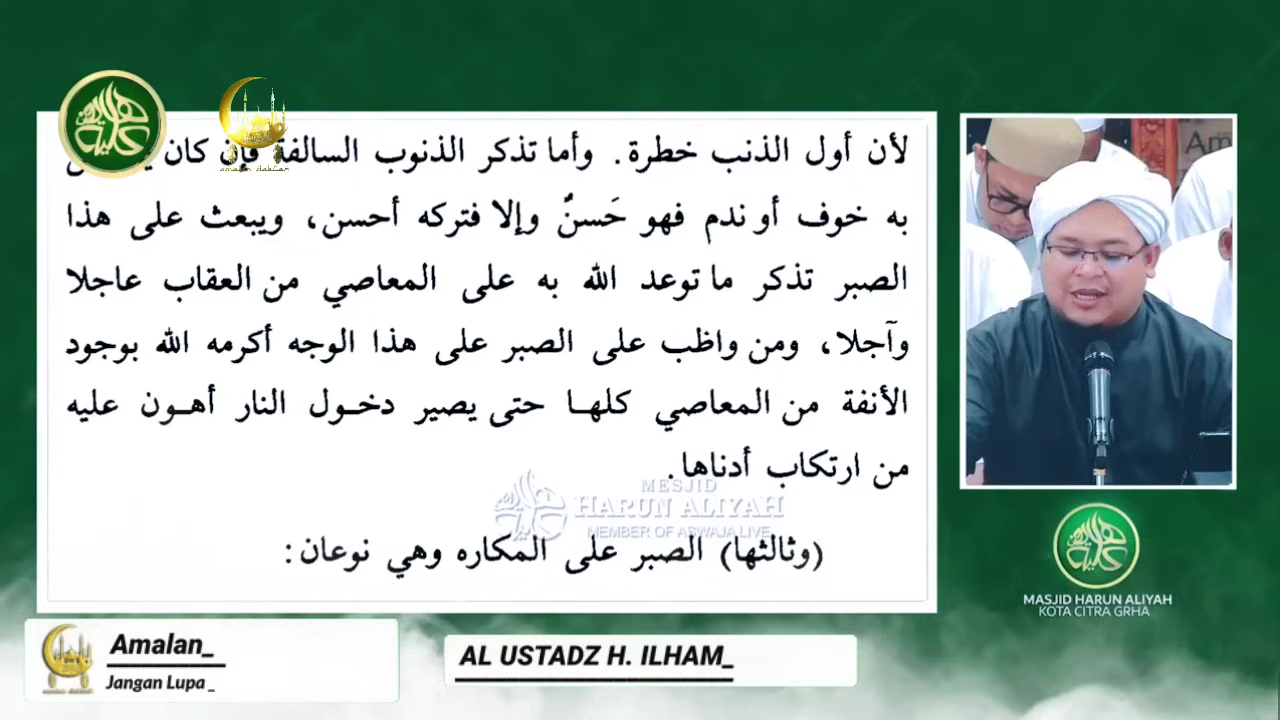 لأن أول الذنب خطرة. وأما تذكر الذنوب السالفة فإن كان
به خوف أو ندم فهو حَسنٌ وإلا فتركه أحسن، ويبعث على هذا
الصبر تذكر ما توعد الله به على المعاصي من العقاب عاجلا
وآجلا، ومن واظب على الصبر على هذا الوجه أكرمه الله بوجود
الأنفة من المعاصي كلهـا حتى يصير دخـول النار أهـون عليه
من ارتكاب أدناها.
MESJID
HARUN ALIYAH
MEMBER OF ASWAJA LIVE
(وثالثها) الصبر على المكاره وهي نوعان:
Am
MASJID HARUN ALIYAH
KOTA CITRA GRHA
Amalan_
Jangan Lupa_
AL USTADZ H. ILHAM_